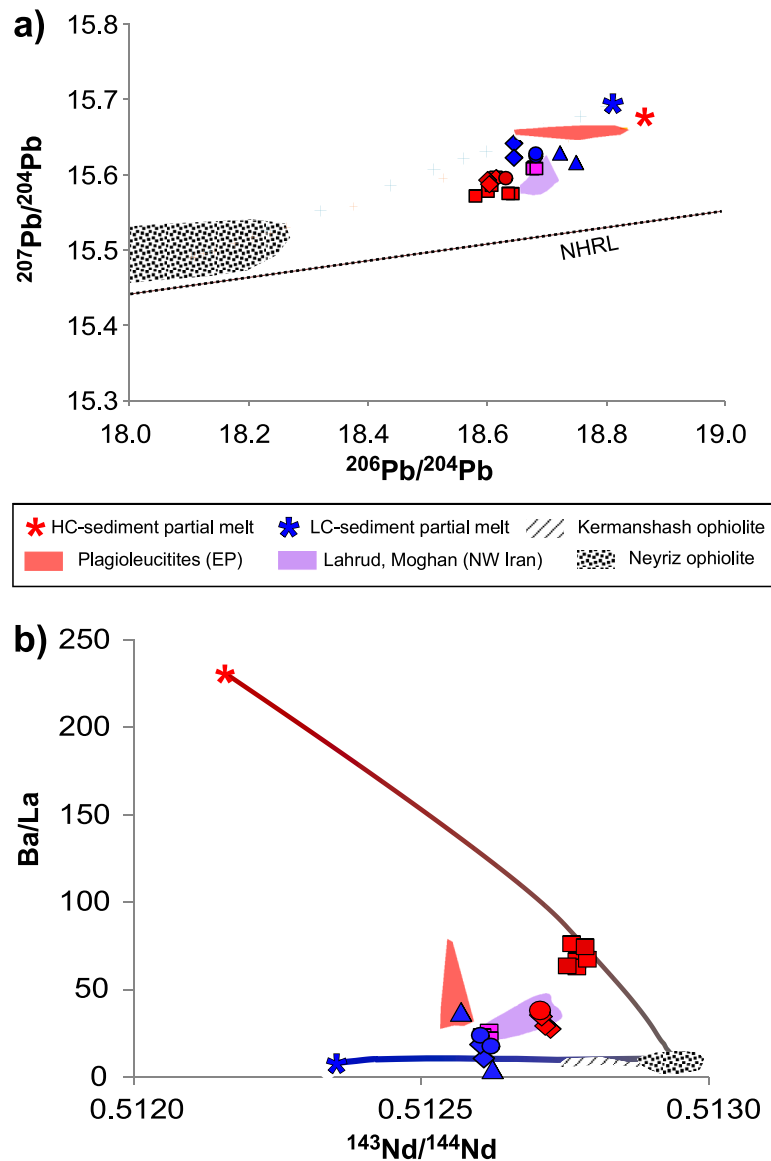 a)
15.8
15.7
15.6
15.5
15.4
15.3
²⁰⁷Pb/²⁰⁴Pb
NHRL
18.0 18.2 18.4 18.6 18.8 19.0
²⁰⁶Pb/²⁰⁴Pb
HC-sediment partial melt LC-sediment partial melt Kermanshash ophiolite
Plagioleucitites (EP) Lahrud, Moghan (NW Iran) Neyriz ophiolite
b)
250
200
150
100
50
0
Ba/La
0.5120 0.5125 0.5130
¹⁴³Nd/¹⁴⁴Nd